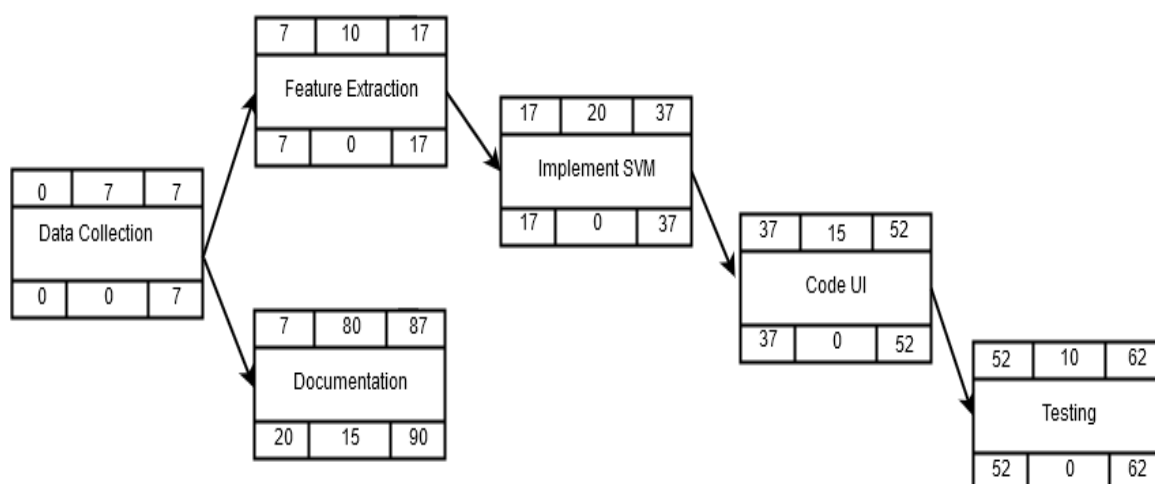 7 10 17
Feature Extraction
7 0 17
17 20 37
Implement SVM
17 0 37
0 7 7
Data Collection
0 0 7
37 15 52
Code UI
37 0 52
7 80 87
Documentation
20 15 90
52 10 62
Testing
52 0 62